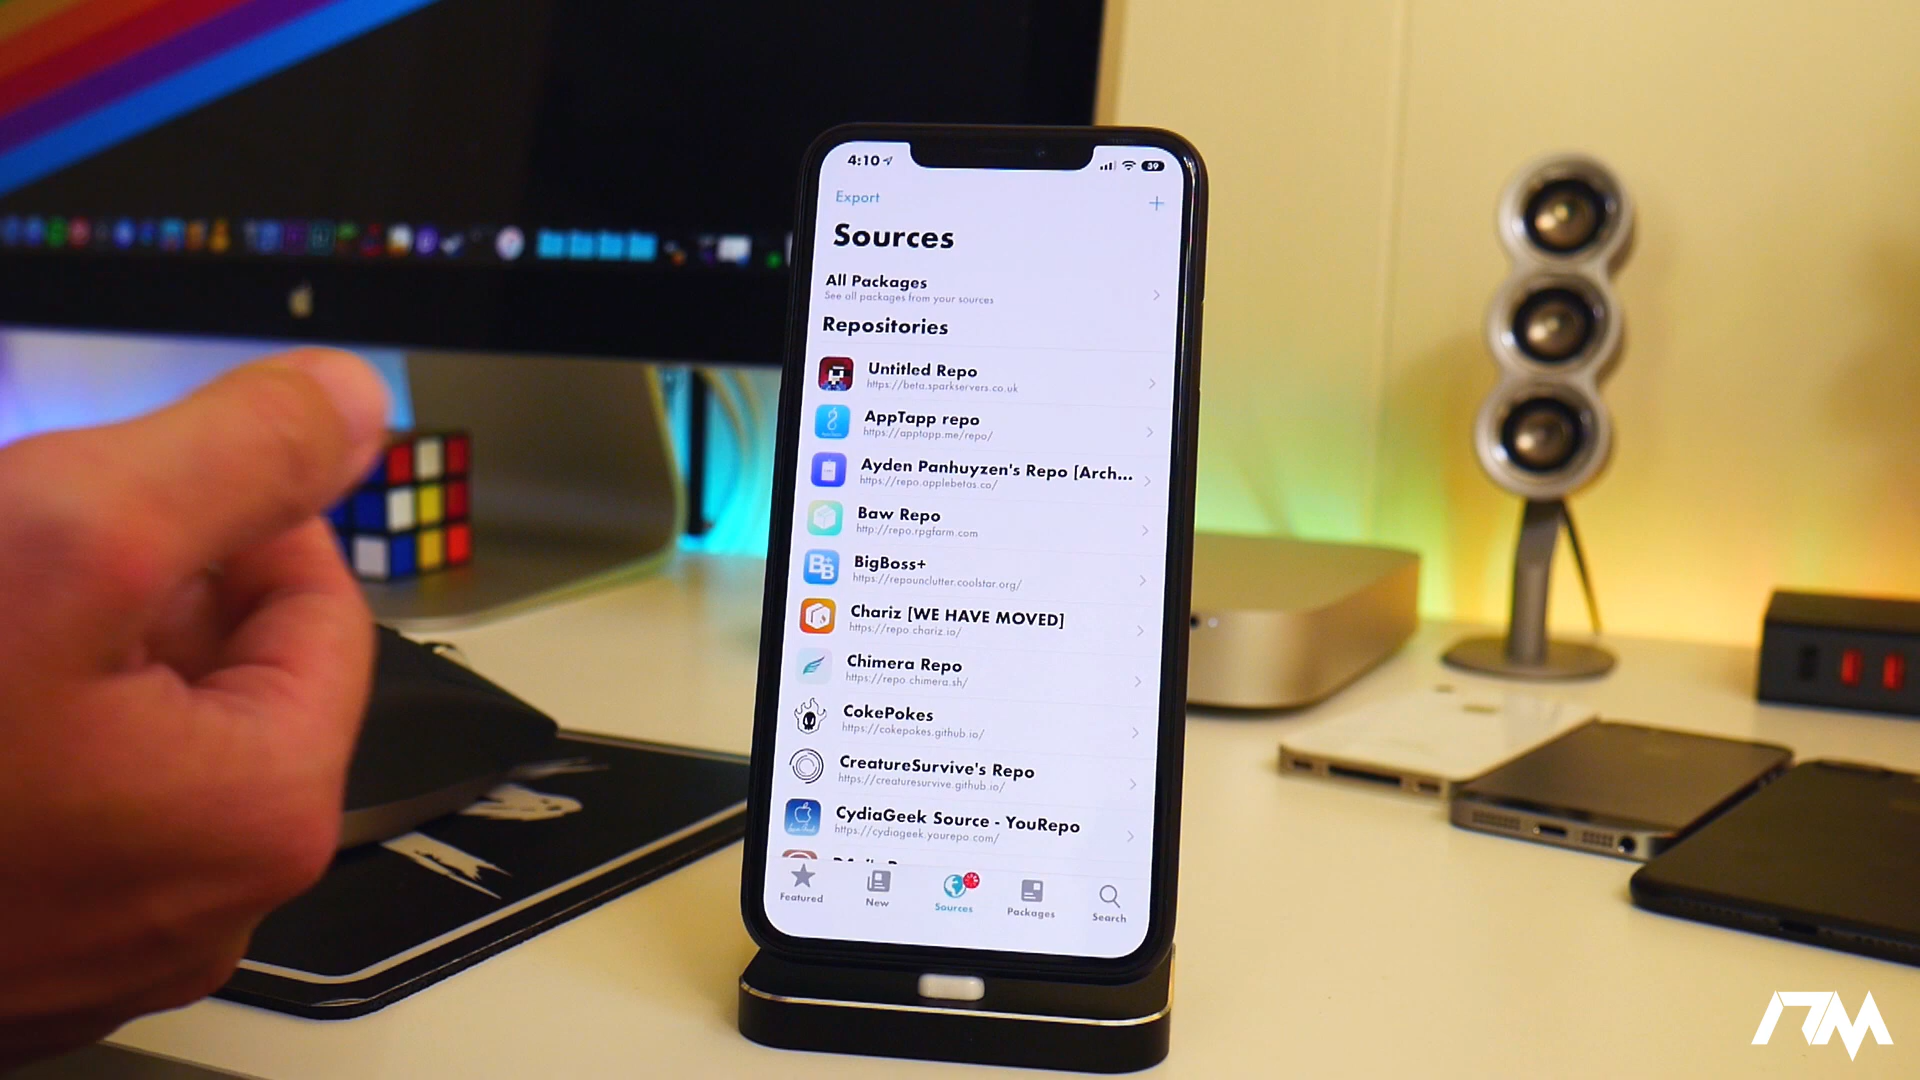 4:10
39
Export
Sources
All Packages
See all packages from your sources
Repositories
Untitled Repo
https://beta.sparkservers.co.uk
AppTapp repo
https://apptapp.me/repo/
Ayden Panhuyzen's Repo [Arch...
https://repo.applebetas.co/
Baw Repo
http://repo.rpgfarm.com
BigBoss+
https://repounclutter.coolstar.org/
Chariz [WE HAVE MOVED]
https://repo.chariz.io/
Chimera Repo
https://repo.chimera.sh/
CokePokes
https://cokepokes.github.io/
CreatureSurvive's Repo
https://creaturesurvive.github.io/
CydiaGeek Source - YouRepo
https://cydiageek.yourepo.com/
Featured
New
Sources
Packages
Search